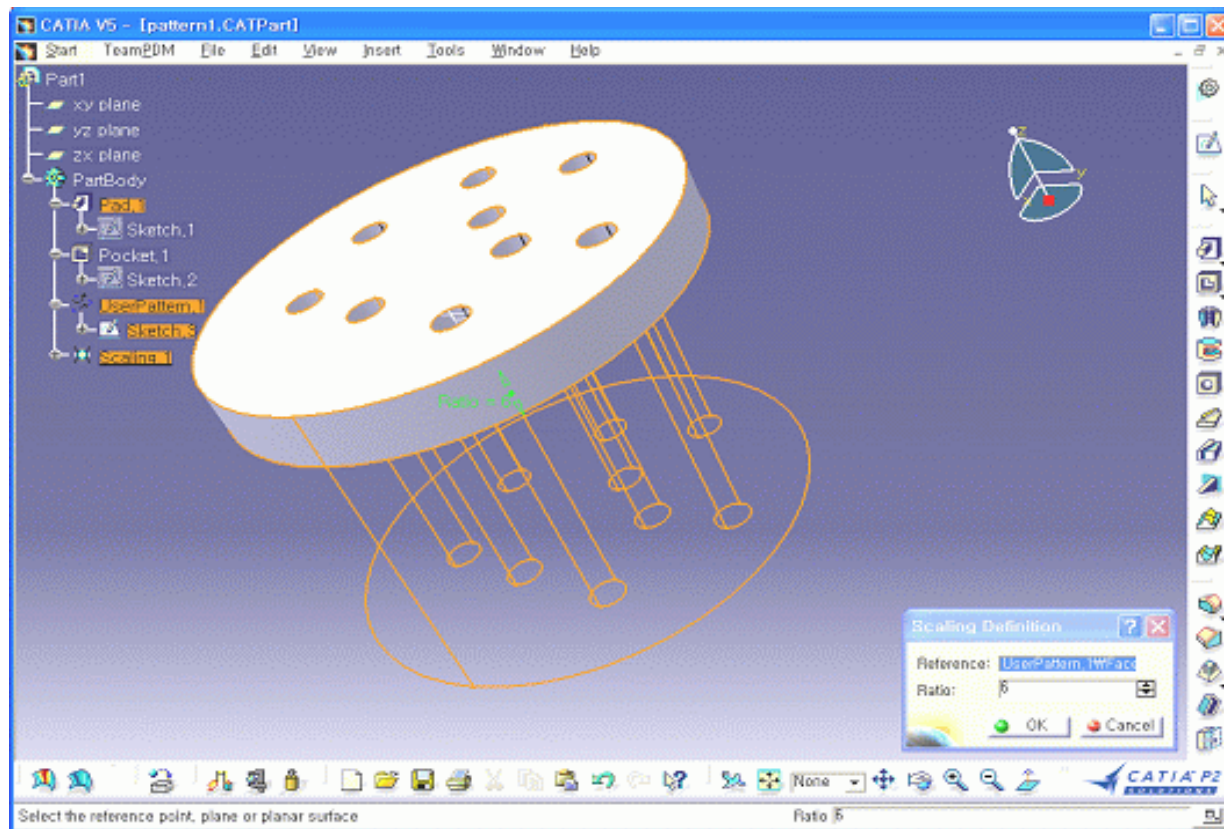 CATIA V5 - [pattern1.CATPart]
Start TeamPDM File Edit View Insert Tools Window Help
Part1
xy plane
yz plane
zx plane
PartBody
Pad.1
Sketch.1
Pocket.1
Sketch.2
UserPattern.1
Sketch.3
Scaling.1
z
y
Ratio =
Scaling Definition
Reference: UserPattern.1₩Face
Ratio: 6
OK Cancel
None
CATIA P2
SOLUTIONS
Select the reference point, plane or planar surface
Ratio 6